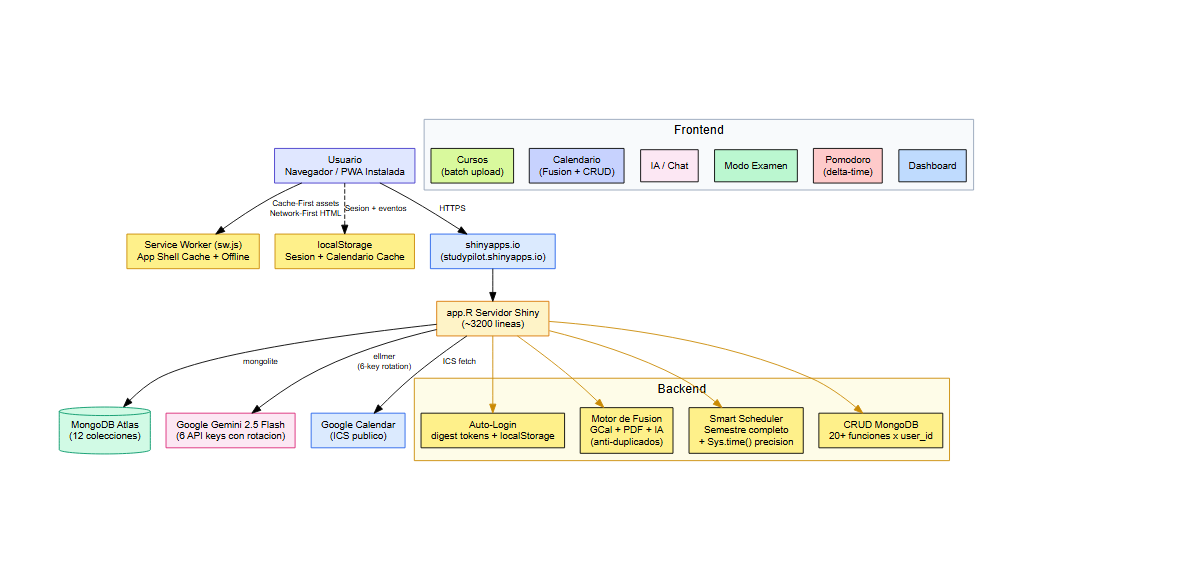 Frontend
Usuario
Navegador / PWA Instalada
Cursos
(batch upload)
Calendario
(Fusion + CRUD)
IA / Chat
Modo Examen
Pomodoro
(delta-time)
Dashboard
Cache-First assets
Network-First HTML
Sesion + eventos
HTTPS
Service Worker (sw.js)
App Shell Cache + Offline
localStorage
Sesion + Calendario Cache
shinyapps.io
(studypilot.shinyapps.io)
app.R Servidor Shiny
(~3200 lineas)
mongolite
ellmer
(6-key rotation)
ICS fetch
Backend
MongoDB Atlas
(12 colecciones)
Google Gemini 2.5 Flash
(6 API keys con rotacion)
Google Calendar
(ICS publico)
Auto-Login
digest tokens + localStorage
Motor de Fusion
GCal + PDF + IA
(anti-duplicados)
Smart Scheduler
Semestre completo
+ Sys.time() precision
CRUD MongoDB
20+ funciones x user_id